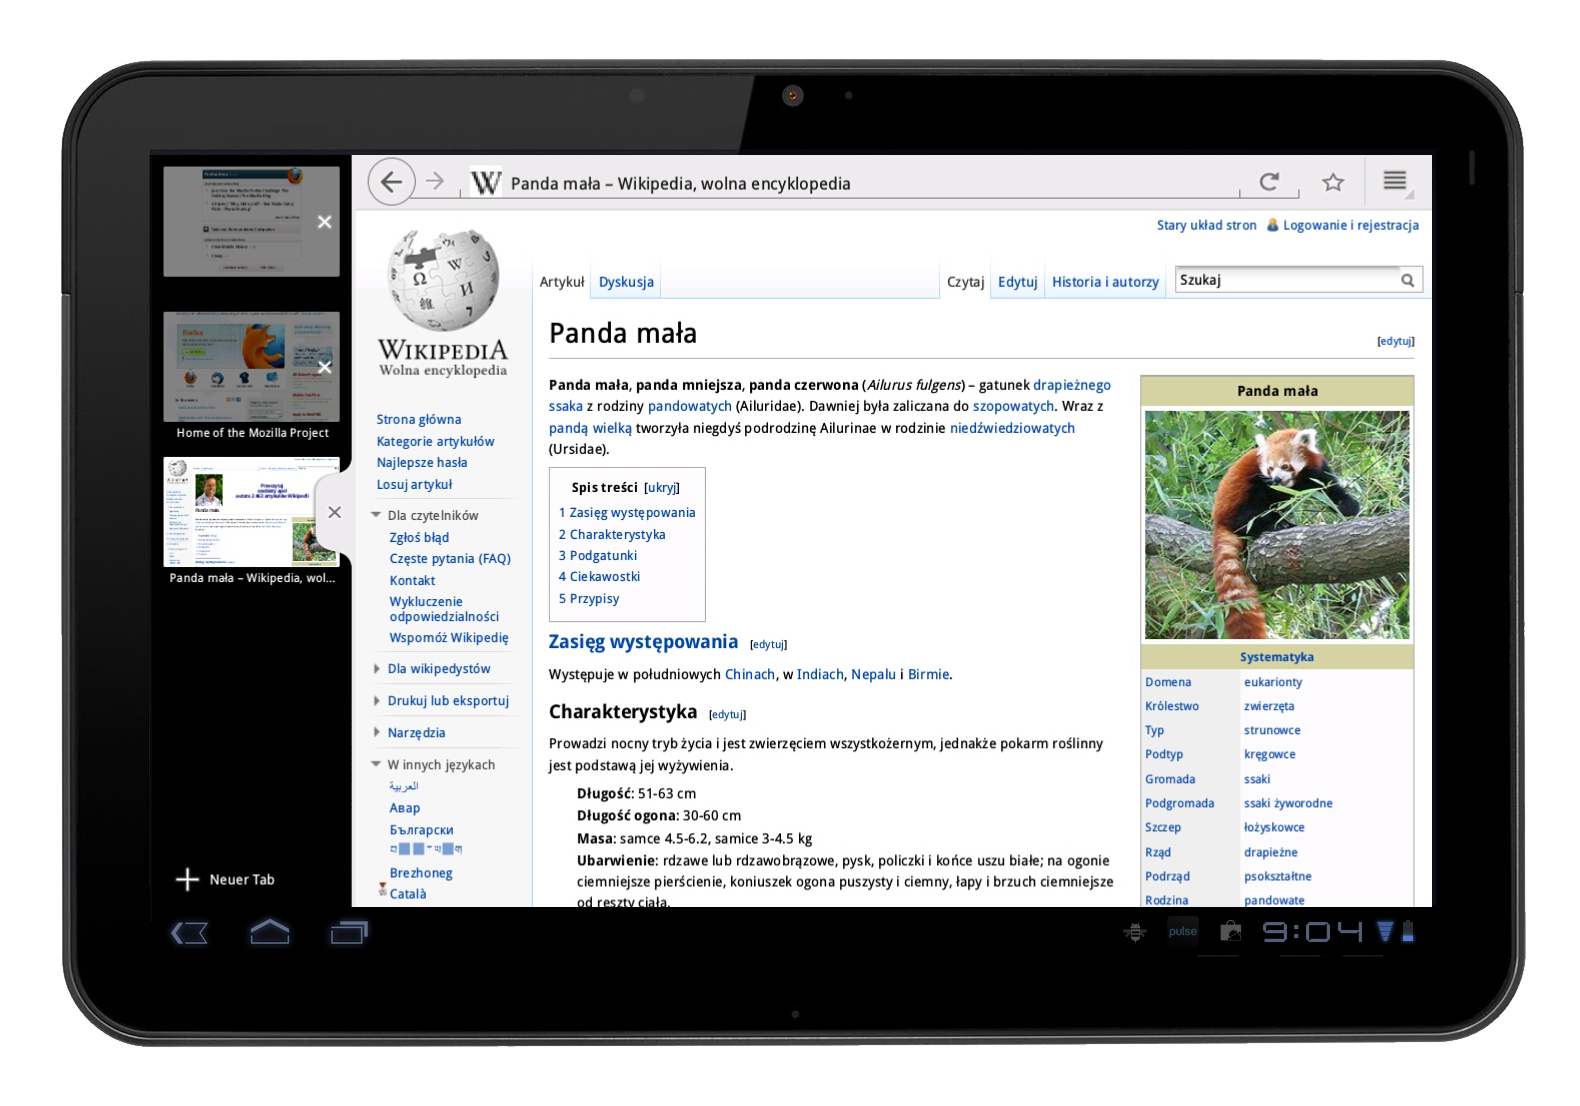 Panda mała – Wikipedia, wolna encyklopedia
Home of the Mozilla Project
Panda mała – Wikipedia, wol...
Neuer Tab
WIKIPEDIA
Wolna encyklopedia
Strona główna
Kategorie artykułów
Najlepsze hasła
Losuj artykuł
Dla czytelników
Zgłoś błąd
Częste pytania (FAQ)
Kontakt
Wykluczenie
odpowiedzialności
Wspomóż Wikipedię
Dla wikipedystów
Drukuj lub eksportuj
Narzędzia
W innych językach
العربية
Авар
Български
Brezhoneg
Català
Stary układ stron Logowanie i rejestracja
Artykuł Dyskusja Czytaj Edytuj Historia i autorzy Szukaj
Panda mała [edytuj]
Panda mała, panda mniejsza, panda czerwona (Ailurus fulgens) – gatunek drapieżnego
ssaka z rodziny pandowatych (Ailuridae). Dawniej była zaliczana do szopowatych. Wraz z
pandą wielką tworzyła niegdyś podrodzinę Ailurinae w rodzinie niedźwiedziowatych
(Ursidae).
Spis treści [ukryj]
1 Zasięg występowania
2 Charakterystyka
3 Podgatunki
4 Ciekawostki
5 Przypisy
Zasięg występowania [edytuj]
Występuje w południowych Chinach, w Indiach, Nepalu i Birmie.
Charakterystyka [edytuj]
Prowadzi nocny tryb życia i jest zwierzęciem wszystkożernym, jednakże pokarm roślinny
jest podstawą jej wyżywienia.
Długość: 51-63 cm
Długość ogona: 30-60 cm
Masa: samce 4.5-6.2, samice 3-4.5 kg
Ubarwienie: rdzawe lub rdzawobrązowe, pysk, policzki i końce uszu białe; na ogonie
ciemniejsze pierścienie, koniuszek ogona puszysty i ciemny, łapy i brzuch ciemniejsze
od reszty ciała.
Panda mała
Systematyka
Domena eukarionty
Królestwo zwierzęta
Typ strunowce
Podtyp kręgowce
Gromada ssaki
Podgromada ssaki żyworodne
Szczep łożyskowce
Rząd drapieżne
Podrząd psokształtne
Rodzina pandowate
pulse 9:04